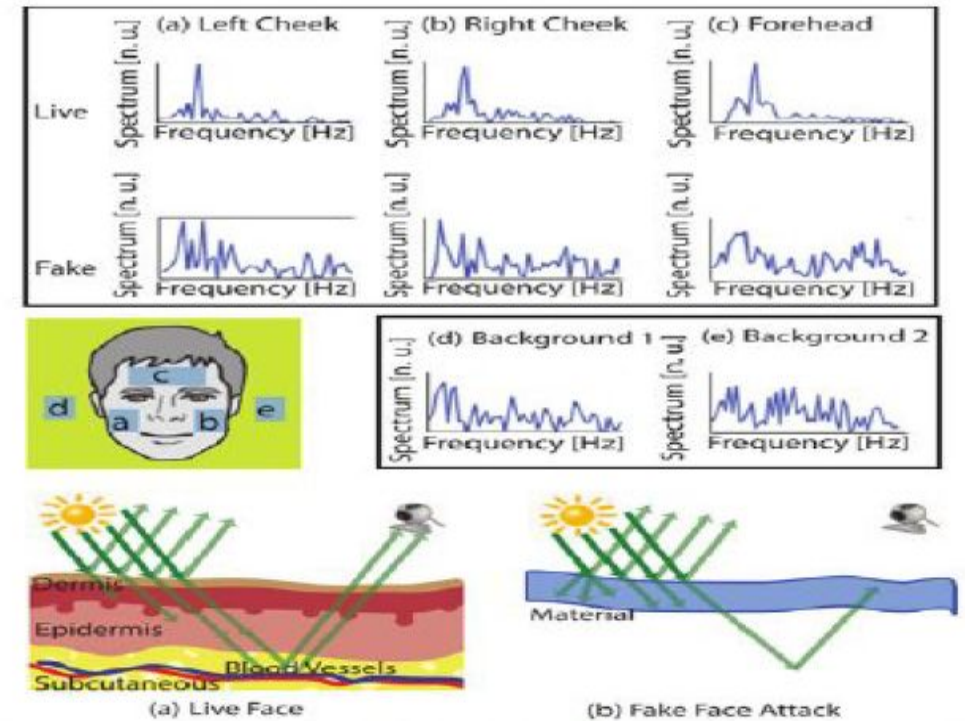 (a) Left Cheek
(b) Right Cheek
(c) Forehead
Live
Spectrum [n. u.]
Frequency [Hz]
Spectrum [n. u.]
Frequency [Hz]
Spectrum [n. u.]
Frequency [Hz]
Fake
Spectrum [n. u.]
Frequency [Hz]
Spectrum [n. u.]
Frequency [Hz]
Spectrum [n. u.]
Frequency [Hz]
c
d
a
b
e
(d) Background 1
(e) Background 2
Spectrum [n. u.]
Frequency [Hz]
Spectrum [n. u.]
Frequency [Hz]
Dermis
Epidermis
Blood Vessels
Subcutaneous
(a) Live Face
Material
(b) Fake Face Attack